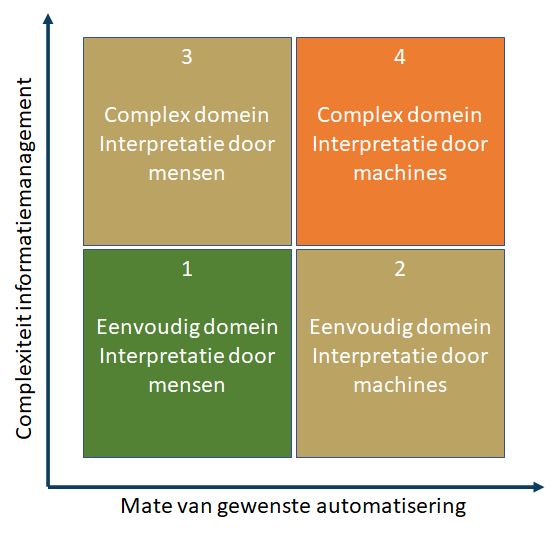 Complexiteit informatiemanagement
3
Complex domein
Interpretatie door
mensen
4
Complex domein
Interpretatie door
machines
1
Eenvoudig domein
Interpretatie door
mensen
2
Eenvoudig domein
Interpretatie door
machines
Mate van gewenste automatisering